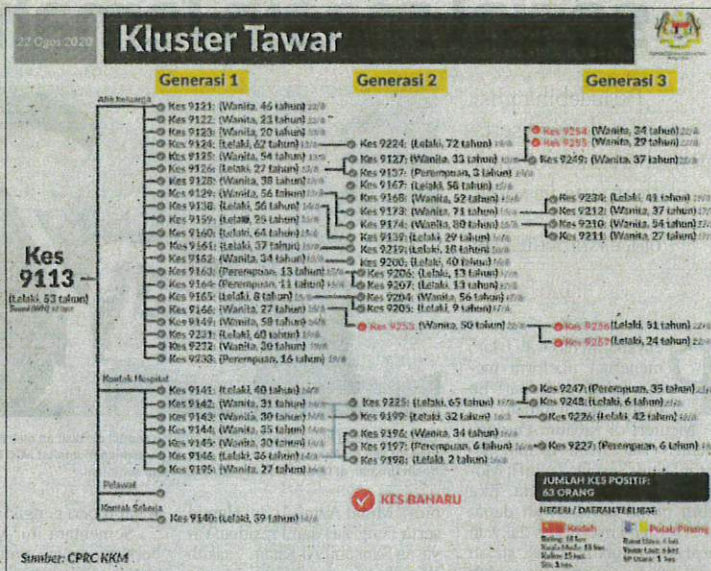 22 Ogos 2020
Kluster Tawar
Generasi 1
Generasi 2
Generasi 3
Ahli Keluarga
Kes 9121: (Wanita, 46 tahun)
Kes 9122: (Wanita, 23 tahun)
Kes 9123: (Wanita, 20 tahun)
Kes 9124: (Lelaki, 62 tahun)
Kes 9125: (Wanita, 54 tahun)
Kes 9126: (Lelaki, 27 tahun)
Kes 9128: (Wanita, 38 tahun)
Kes 9129: (Wanita, 56 tahun)
Kes 9138: (Lelaki, 36 tahun)
Kes 9159: (Lelaki, 25 tahun)
Kes 9160: (Lelaki, 64 tahun)
Kes 9161: (Lelaki, 37 tahun)
Kes 9162: (Wanita, 34 tahun)
Kes 9163: (Perempuan, 13 tahun)
Kes 9164: (Perempuan, 11 tahun)
Kes 9165: (Lelaki, 8 tahun)
Kes 9166: (Wanita, 27 tahun)
Kes 9149: (Wanita, 58 tahun)
Kes 9231: (Lelaki, 60 tahun)
Kes 9232: (Wanita, 30 tahun)
Kes 9233: (Perempuan, 16 tahun)
Kes 9113
(Lelaki, 53 tahun)
Kes 9224: (Lelaki, 72 tahun)
Kes 9127: (Wanita, 33 tahun)
Kes 9137: (Perempuan, 3 tahun)
Kes 9167: (Lelaki, 58 tahun)
Kes 9168: (Wanita, 52 tahun)
Kes 9173: (Wanita, 71 tahun)
Kes 9174: (Wanita, 80 tahun)
Kes 9139: (Lelaki, 29 tahun)
Kes 9219: (Lelaki, 18 tahun)
Kes 9200: (Lelaki, 40 tahun)
Kes 9206: (Lelaki, 13 tahun)
Kes 9207: (Lelaki, 13 tahun)
Kes 9204: (Wanita, 56 tahun)
Kes 9205: (Lelaki, 9 tahun)
Kes 9253: (Wanita, 50 tahun)
Kes 9254: (Wanita, 34 tahun)
Kes 9255: (Wanita, 29 tahun)
Kes 9249: (Wanita, 37 tahun)
Kes 9234: (Lelaki, 41 tahun)
Kes 9212: (Wanita, 37 tahun)
Kes 9210: (Wanita, 54 tahun)
Kes 9211: (Wanita, 27 tahun)
Kes 9256 (Lelaki, 51 tahun)
Kes 9257 (Lelaki, 24 tahun)
Kontak Hospital
Kes 9141: (Lelaki, 40 tahun)
Kes 9142: (Wanita, 31 tahun)
Kes 9143: (Wanita, 30 tahun)
Kes 9144: (Wanita, 35 tahun)
Kes 9145: (Wanita, 30 tahun)
Kes 9146: (Lelaki, 36 tahun)
Kes 9195: (Wanita, 27 tahun)
Kes 9225: (Lelaki, 65 tahun)
Kes 9199: (Lelaki, 32 tahun)
Kes 9196: (Wanita, 34 tahun)
Kes 9197: (Perempuan, 6 tahun)
Kes 9198: (Lelaki, 2 tahun)
Kes 9247: (Perempuan, 35 tahun)
Kes 9248: (Lelaki, 6 tahun)
Kes 9226: (Lelaki, 42 tahun)
Kes 9227: (Perempuan, 6 tahun)
Pelawat
Kontak Sekerja
Kes 9140: (Lelaki, 39 tahun)
KES BAHARU
JUMLAH KES POSITIF:
63 ORANG
NEGERI / DAERAH TERLIBAT
Kedah
Pulau Pinang
Sumber: CPRC KKM